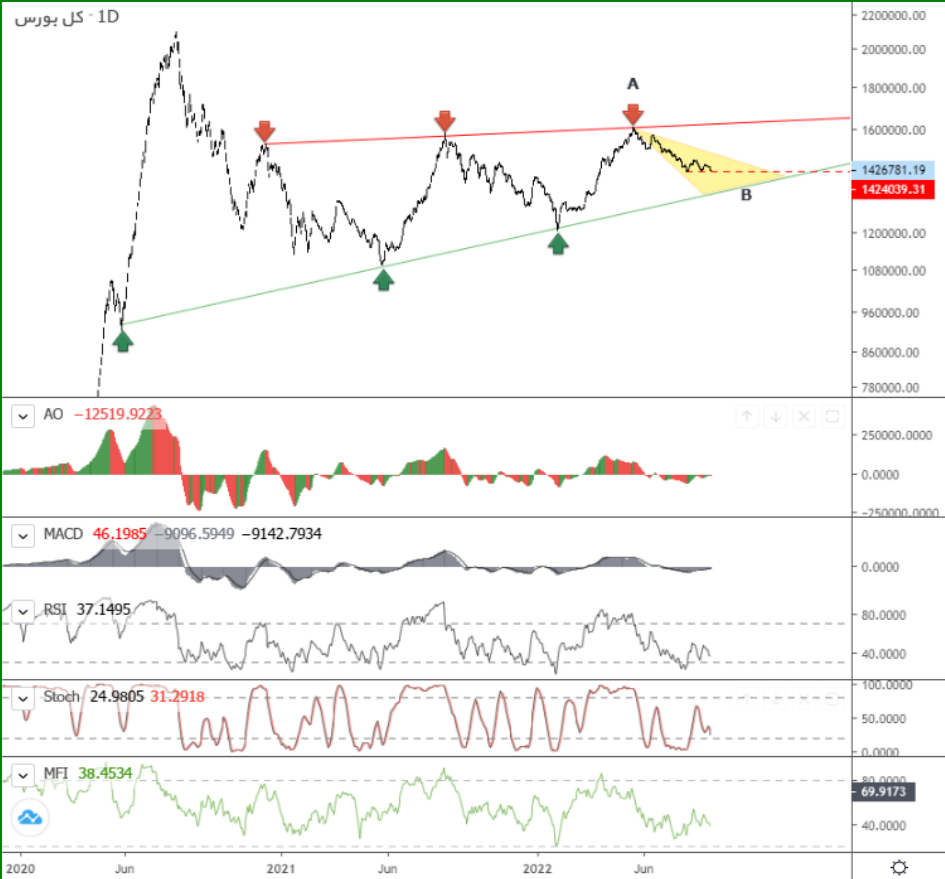 کل بورس · 1D
2200000.00
2000000.00
1800000.00
1600000.00
1426781.19
1424039.31
1200000.00
1080000.00
960000.00
860000.00
780000.00
A
B
AO −12519.9223
250000.0000
0.0000
−250000.0000
MACD 46.1985 −9096.5949 −9142.7934
0.0000
RSI 37.1495
80.0000
40.0000
Stoch 24.9805 31.2918
100.0000
50.0000
0.0000
MFI 38.4534
80.0000
69.9173
40.0000
2020 Jun 2021 Jun 2022 Jun